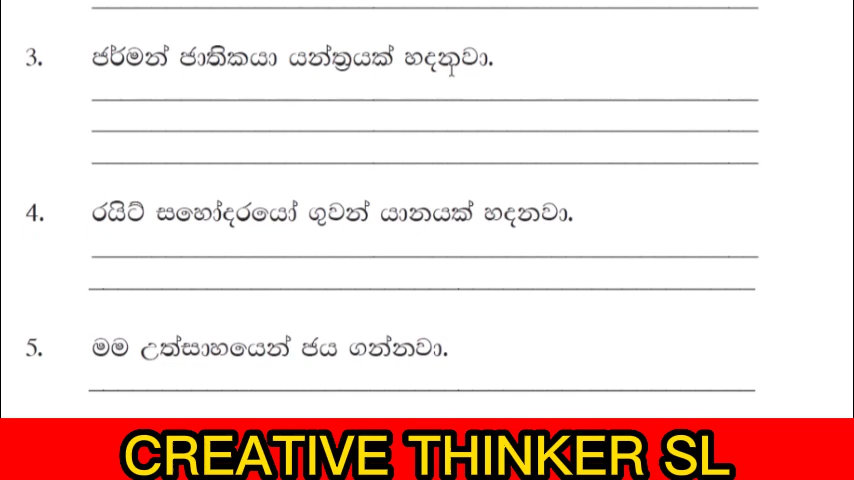 3. ජර්මන් ජාතිකයා යන්ත්‍රයක් හදනවා.
4. රයිට් සහෝදරයෝ ගුවන් යානයක් හදනවා.
5. මම උත්සාහයෙන් ජය ගන්නවා.
CREATIVE THINKER SL